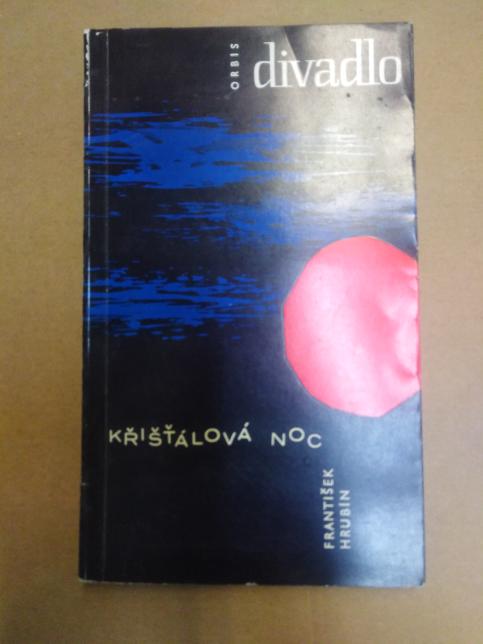 ORBIS
divadlo
KŘIŠŤÁLOVÁ NOC
FRANTIŠEK
HRUBÍN